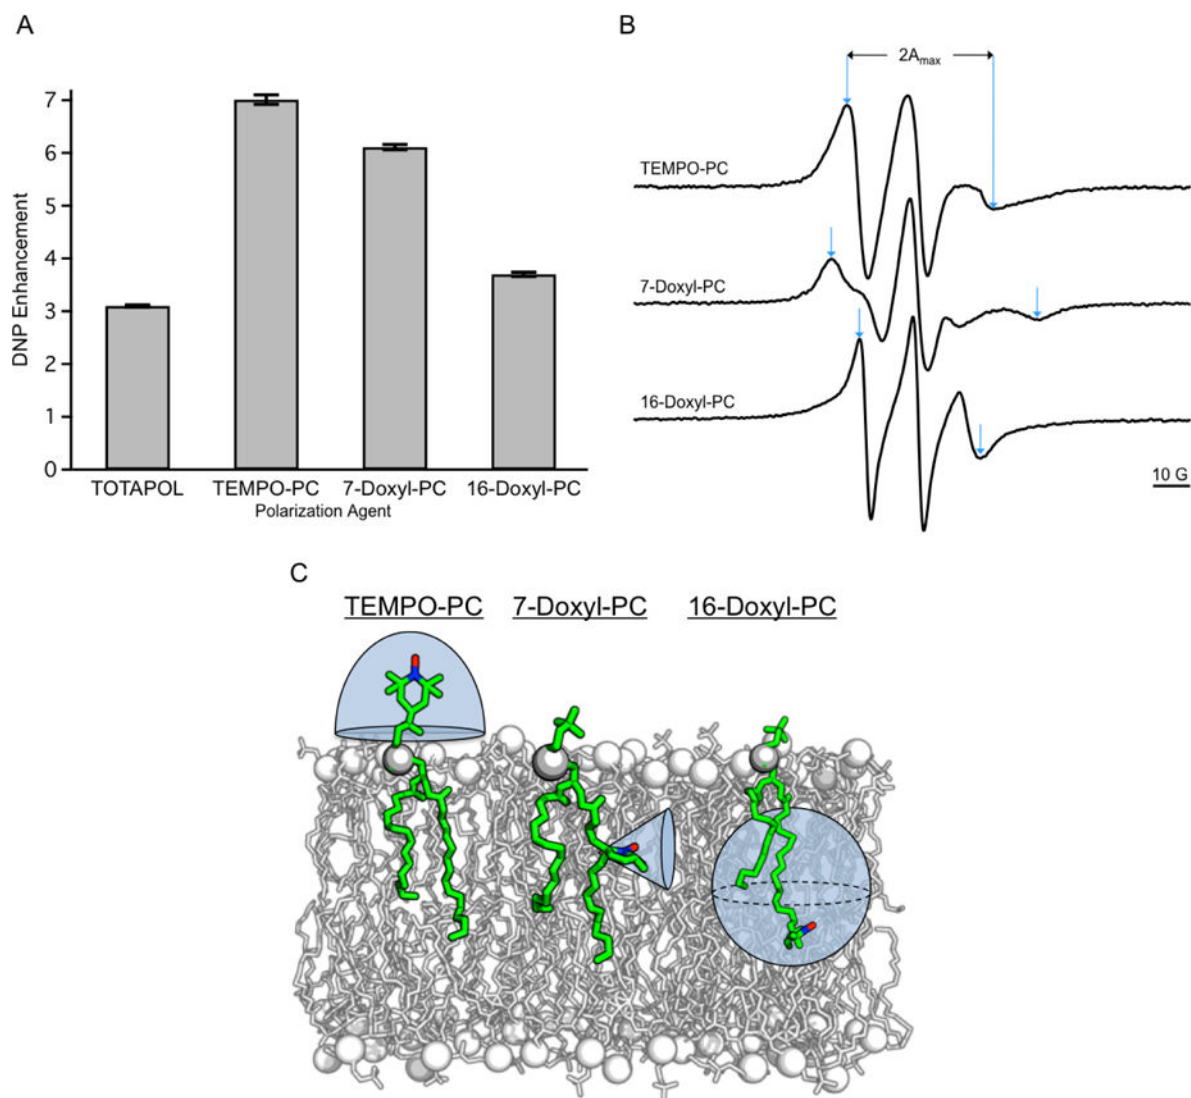 A
7
6
5
4
3
2
1
0
DNP Enhancement
TOTAPOL TEMPO-PC 7-Doxyl-PC 16-Doxyl-PC
Polarization Agent
B
2Amax
TEMPO-PC
7-Doxyl-PC
16-Doxyl-PC
10 G
C
TEMPO-PC 7-Doxyl-PC 16-Doxyl-PC